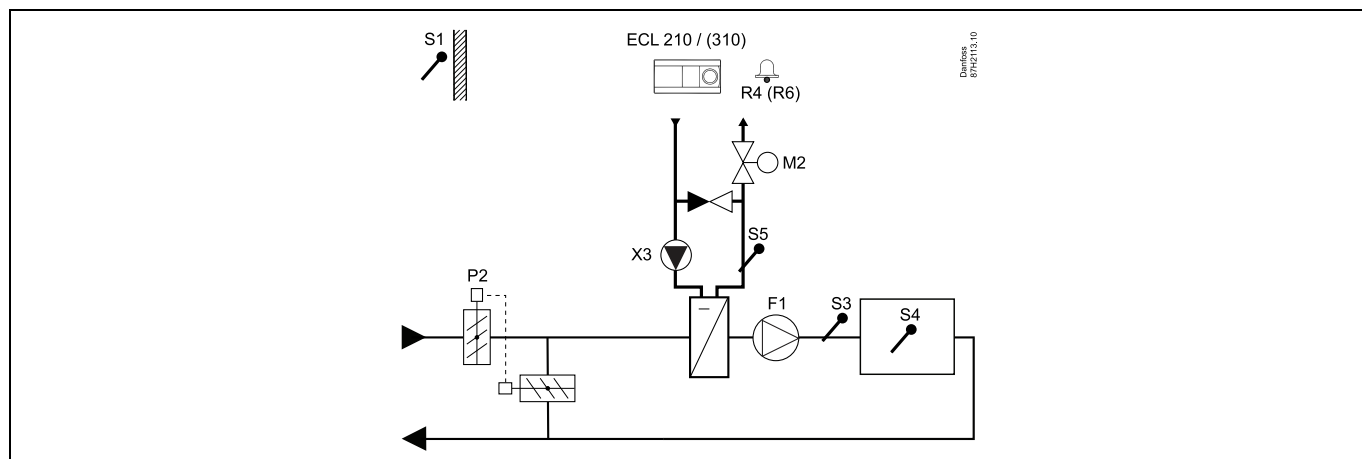 S1
ECL 210 / (310)
Danfoss
87H2113.10
R4 (R6)
M2
S5
X3
P2
F1
S3
S4